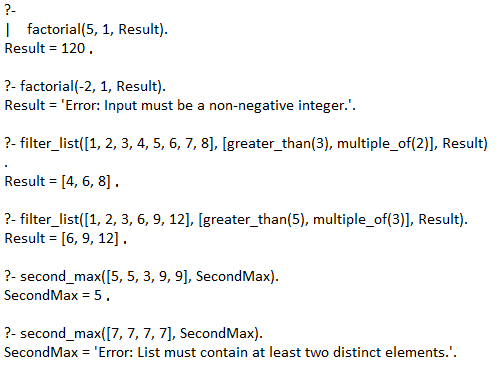 ?-
|    factorial(5, 1, Result).
Result = 120 .
?- factorial(-2, 1, Result).
Result = 'Error: Input must be a non-negative integer.'.
?- filter_list([1, 2, 3, 4, 5, 6, 7, 8], [greater_than(3), multiple_of(2)], Result)
.
Result = [4, 6, 8] .
?- filter_list([1, 2, 3, 6, 9, 12], [greater_than(5), multiple_of(3)], Result).
Result = [6, 9, 12] .
?- second_max([5, 5, 3, 9, 9], SecondMax).
SecondMax = 5 .
?- second_max([7, 7, 7, 7], SecondMax).
SecondMax = 'Error: List must contain at least two distinct elements.'.